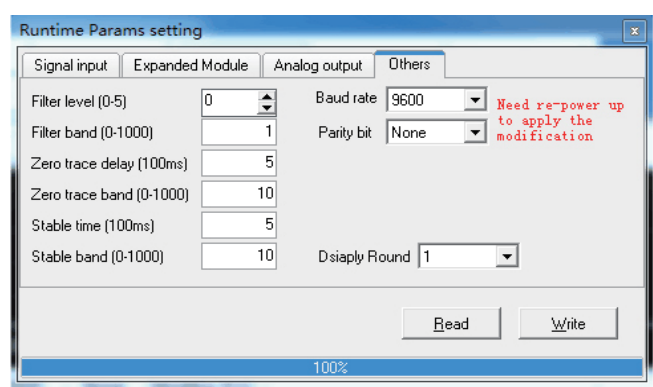 Runtime Params setting
x
Signal input Expanded Module Analog output Others
Filter level (0-5) 0 Baud rate 9600 Need re-power up
to apply the
modification
Filter band (0-1000) 1 Parity bit None
Zero trace delay (100ms) 5
Zero trace band (0-1000) 10
Stable time (100ms) 5
Stable band (0-1000) 10 Dsiaply Round 1
Read Write
100%